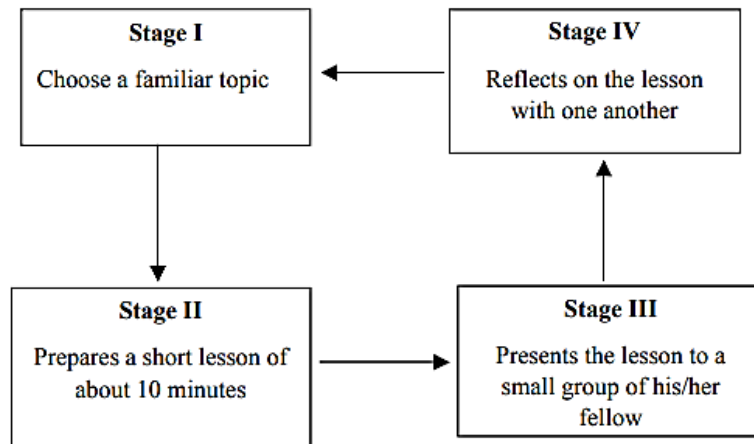 Stage I
Choose a familiar topic
Stage IV
Reflects on the lesson
with one another
Stage II
Prepares a short lesson of
about 10 minutes
Stage III
Presents the lesson to a
small group of his/her
fellow